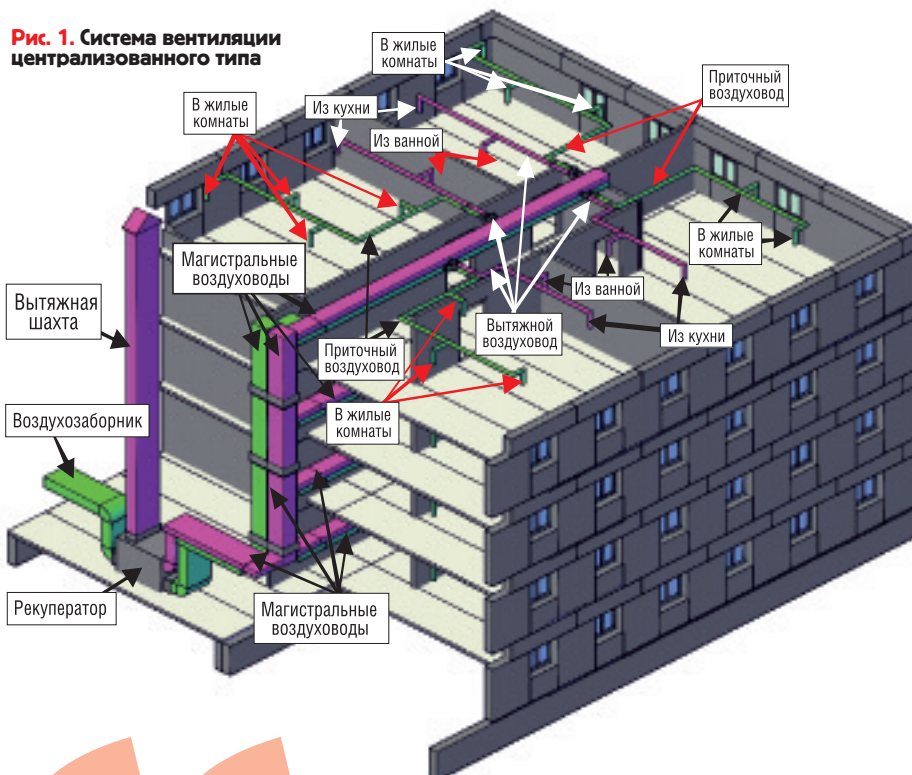 Рис. 1. Система вентиляции
централизованного типа
В жилые
комнаты
Приточный
воздуховод
В жилые
комнаты
Из кухни
Из ванной
Магистральные
воздуховоды
В жилые
комнаты
Вытяжная
шахта
Из ванной
Вытяжной
воздуховод
Из кухни
Приточный
воздуховод
В жилые
комнаты
Воздухозаборник
Рекуператор
Магистральные
воздуховоды